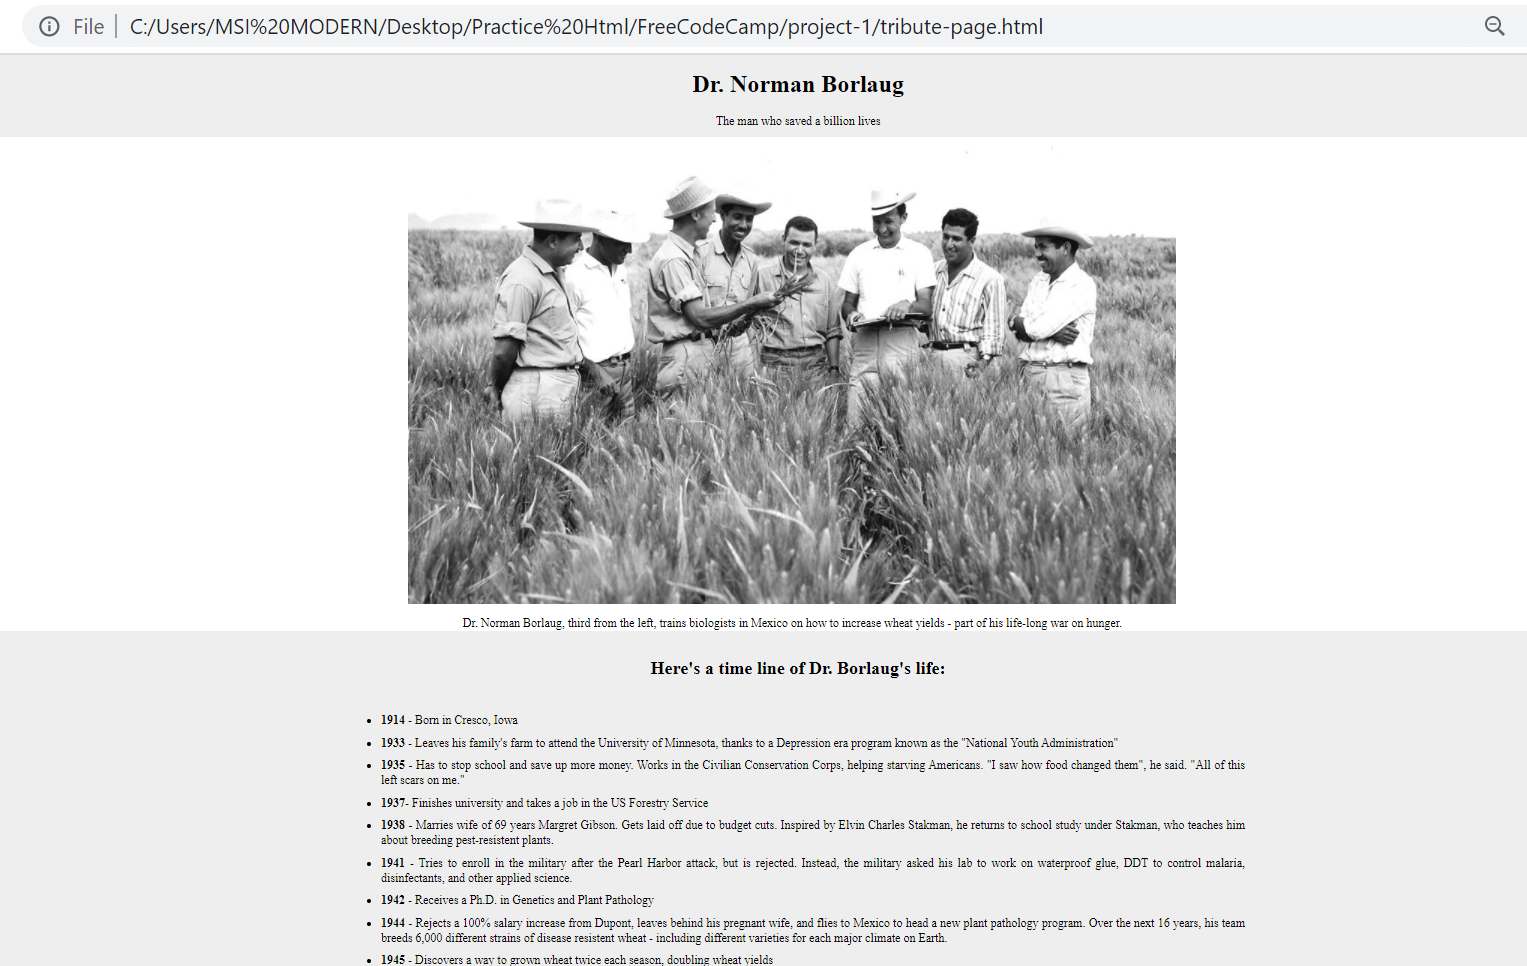 File
C:/Users/MSI%20MODERN/Desktop/Practice%20Html/FreeCodeCamp/project-1/tribute-page.html
Dr. Norman Borlaug
The man who saved a billion lives
Dr. Norman Borlaug, third from the left, trains biologists in Mexico on how to increase wheat yields - part of his life-long war on hunger.
Here's a time line of Dr. Borlaug's life:
1914 - Born in Cresco, Iowa
1933 - Leaves his family's farm to attend the University of Minnesota, thanks to a Depression era program known as the "National Youth Administration"
1935 - Has to stop school and save up more money. Works in the Civilian Conservation Corps, helping starving Americans. "I saw how food changed them", he said. "All of this
left scars on me."
1937- Finishes university and takes a job in the US Forestry Service
1938 - Marries wife of 69 years Margret Gibson. Gets laid off due to budget cuts. Inspired by Elvin Charles Stakman, he returns to school study under Stakman, who teaches him
about breeding pest-resistent plants.
1941 - Tries to enroll in the military after the Pearl Harbor attack, but is rejected. Instead, the military asked his lab to work on waterproof glue, DDT to control malaria,
disinfectants, and other applied science.
1942 - Receives a Ph.D. in Genetics and Plant Pathology
1944 - Rejects a 100% salary increase from Dupont, leaves behind his pregnant wife, and flies to Mexico to head a new plant pathology program. Over the next 16 years, his team
breeds 6,000 different strains of disease resistent wheat - including different varieties for each major climate on Earth.
1945 - Discovers a way to grown wheat twice each season, doubling wheat yields